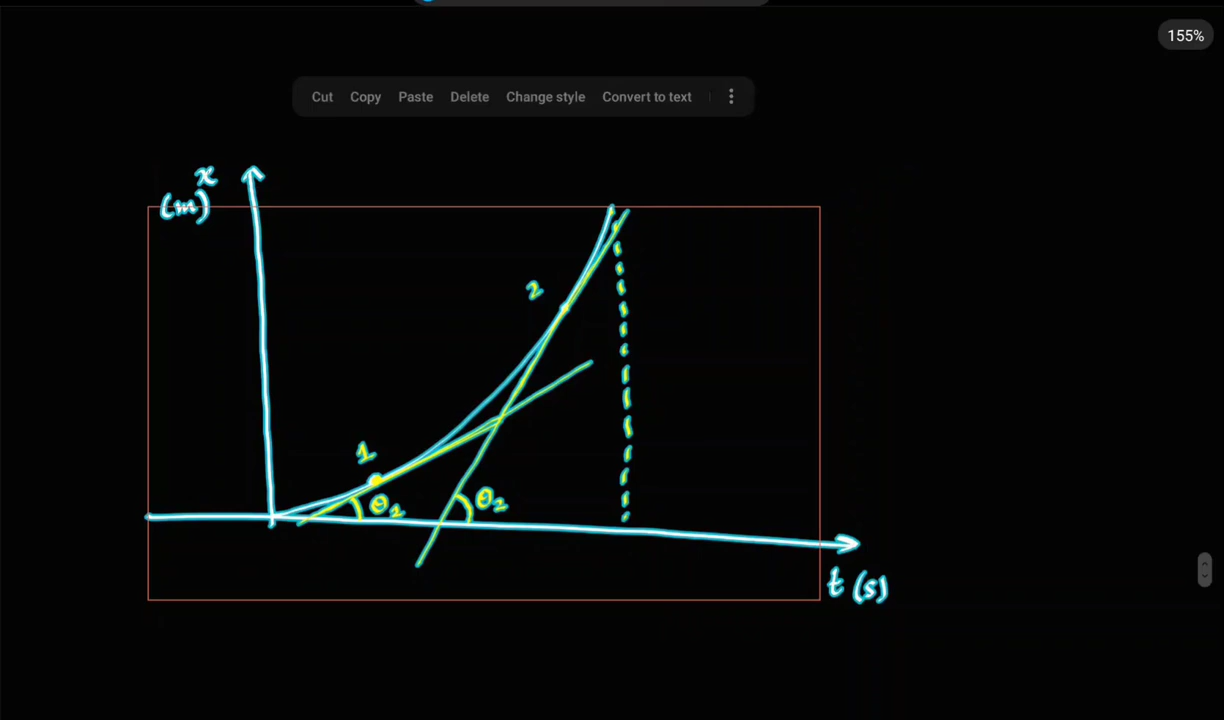 155%
Cut Copy Paste Delete Change style Convert to text
x
(m)
2
1
θ2
θ2
t (s)